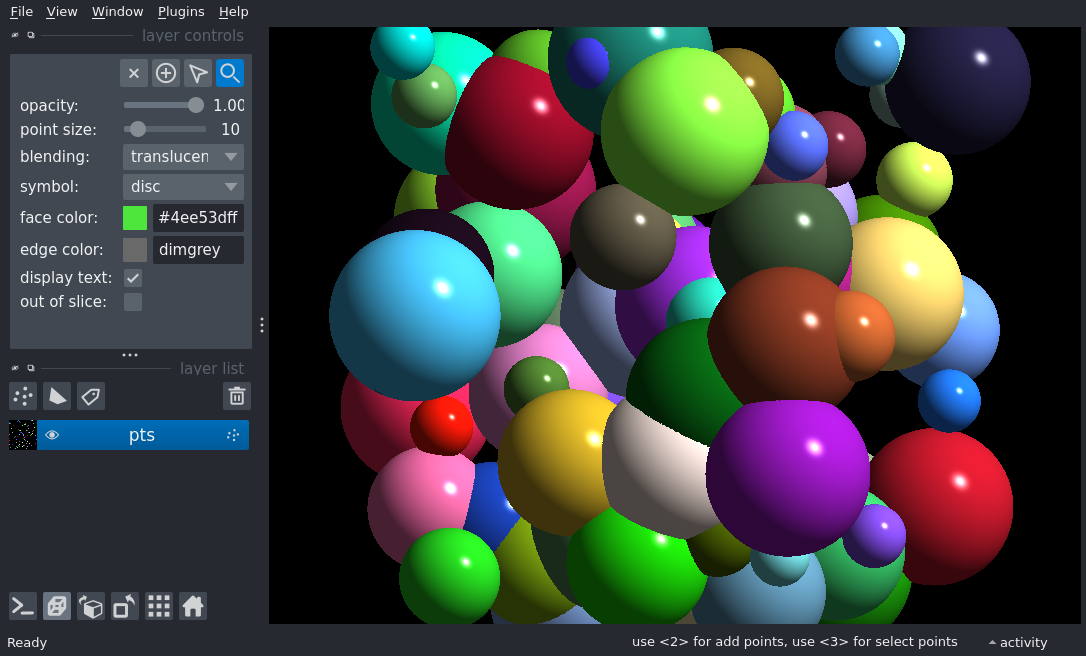 File View Window Plugins Help
layer controls
opacity: 1.00
point size: 10
blending: translucen
symbol: disc
face color: #4ee53dff
edge color: dimgrey
display text:
out of slice:
layer list
pts
Ready use <2> for add points, use <3> for select points activity